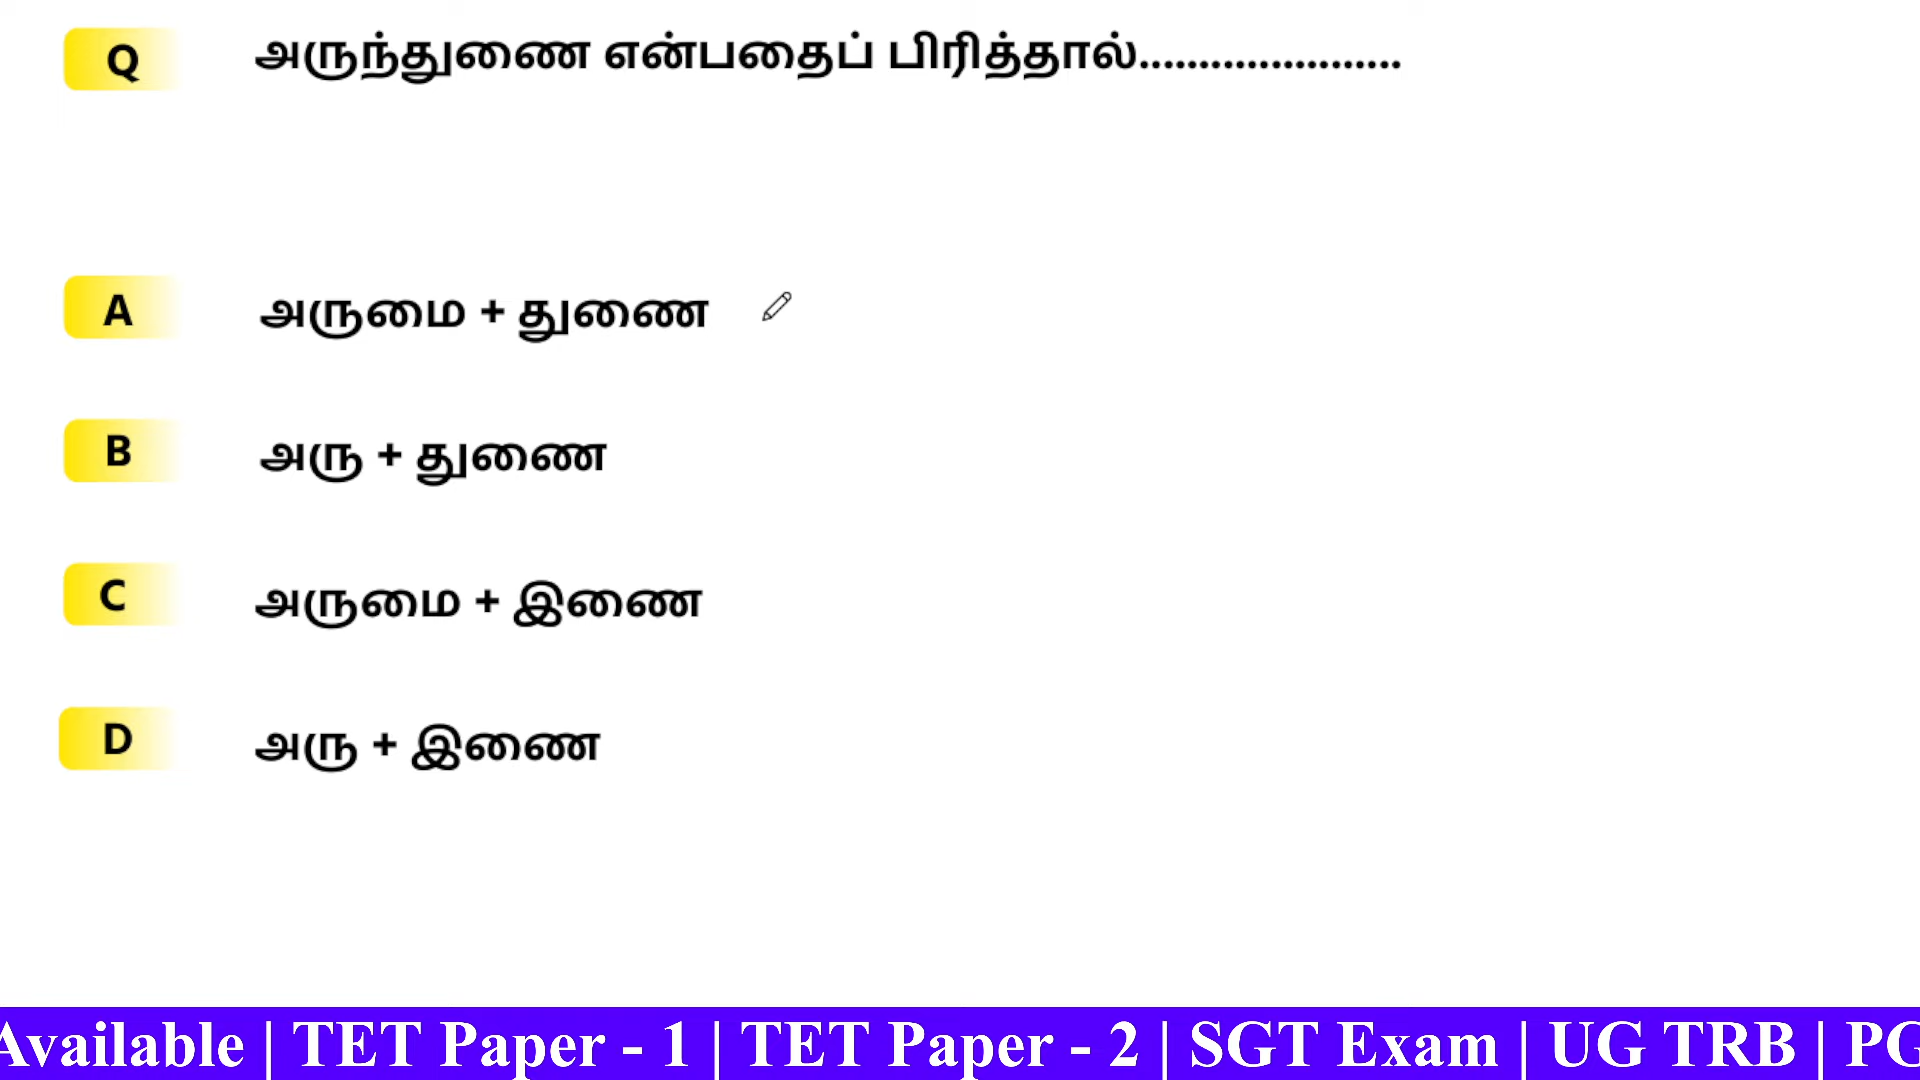 Q அருந்துணை என்பதைப் பிரித்தால்......................
A அருமை + துணை
B அரு + துணை
C அருமை + இணை
D அரு + இணை
Available | TET Paper - 1 | TET Paper - 2 | SGT Exam | UG TRB | PG